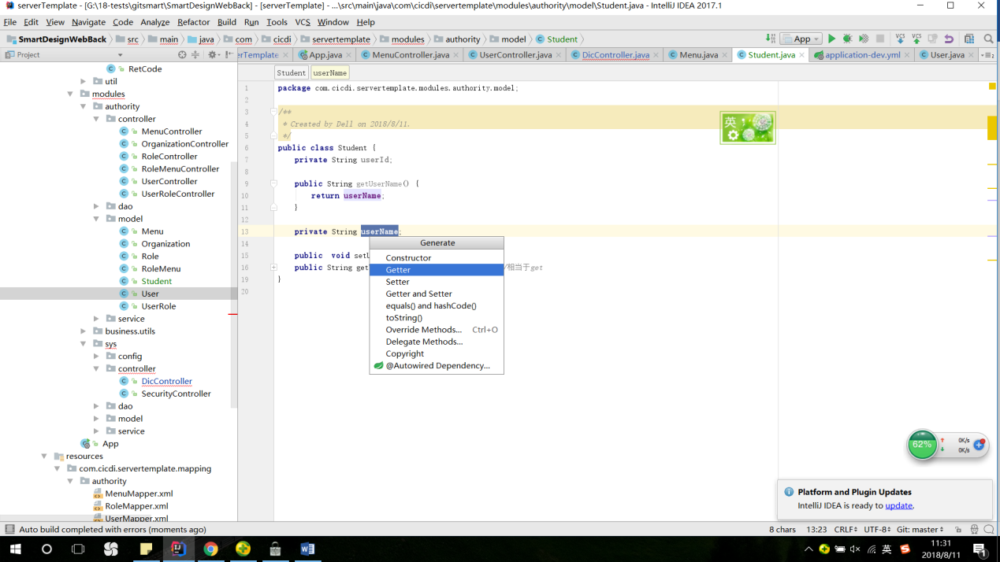 serverTemplate - [G:\18-tests\gitsmart\SmartDesignWebBack] - [serverTemplate] - ...\src\main\java\com\cicdi\servertemplate\modules\authority\model\Student.java - IntelliJ IDEA 2017.1
File Edit View Navigate Code Analyze Refactor Build Run Tools VCS Window Help
SmartDesignWebBack src main java com cicdi servertemplate modules authority model Student
App
VCS VCS
Project
erTemplate App.java MenuController.java UserController.java DicController.java Menu.java Student.java application-dev.yml User.java
Student userName
RetCode
util
modules
authority
controller
MenuController
OrganizationController
RoleController
RoleMenuController
UserController
UserRoleController
dao
model
Menu
Organization
Role
RoleMenu
Student
User
UserRole
service
business.utils
sys
config
controller
DicController
SecurityController
dao
model
service
App
resources
com.cicdi.servertemplate.mapping
authority
MenuMapper.xml
RoleMapper.xml
UserMapper.xml
1 package com.cicdi.servertemplate.modules.authority.model;
2
3 /**
4 * Created by Dell on 2018/8/11.
5 */
6 public class Student {
7 private String userId;
8
9 public String getUserName() {
10 return userName;
11 }
12
13 private String userName;
14
15 public void set
16 public String get /相当于get
19 }
20
Generate
Constructor
Getter
Setter
Getter and Setter
equals() and hashCode()
toString()
Override Methods... Ctrl+O
Delegate Methods...
Copyright
@Autowired Dependency...
英
62%
0K/s
0K/s
Platform and Plugin Updates
IntelliJ IDEA is ready to update.
Auto build completed with errors (moments ago)
8 chars 13:23 CRLF UTF-8 Git: master
英
11:31
2018/8/11
1